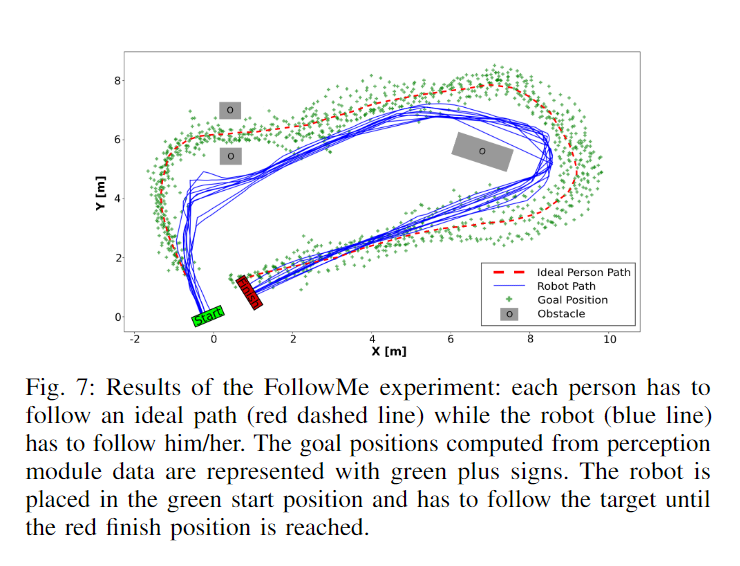 8
6
4
2
0
Y [m]
-2
0
2
4
6
8
10
X [m]
O
O
O
Start
Ideal Person Path
Robot Path
Goal Position
O
Obstacle
Fig. 7: Results of the FollowMe experiment: each person has to
follow an ideal path (red dashed line) while the robot (blue line)
has to follow him/her. The goal positions computed from perception
module data are represented with green plus signs. The robot is
placed in the green start position and has to follow the target until
the red finish position is reached.